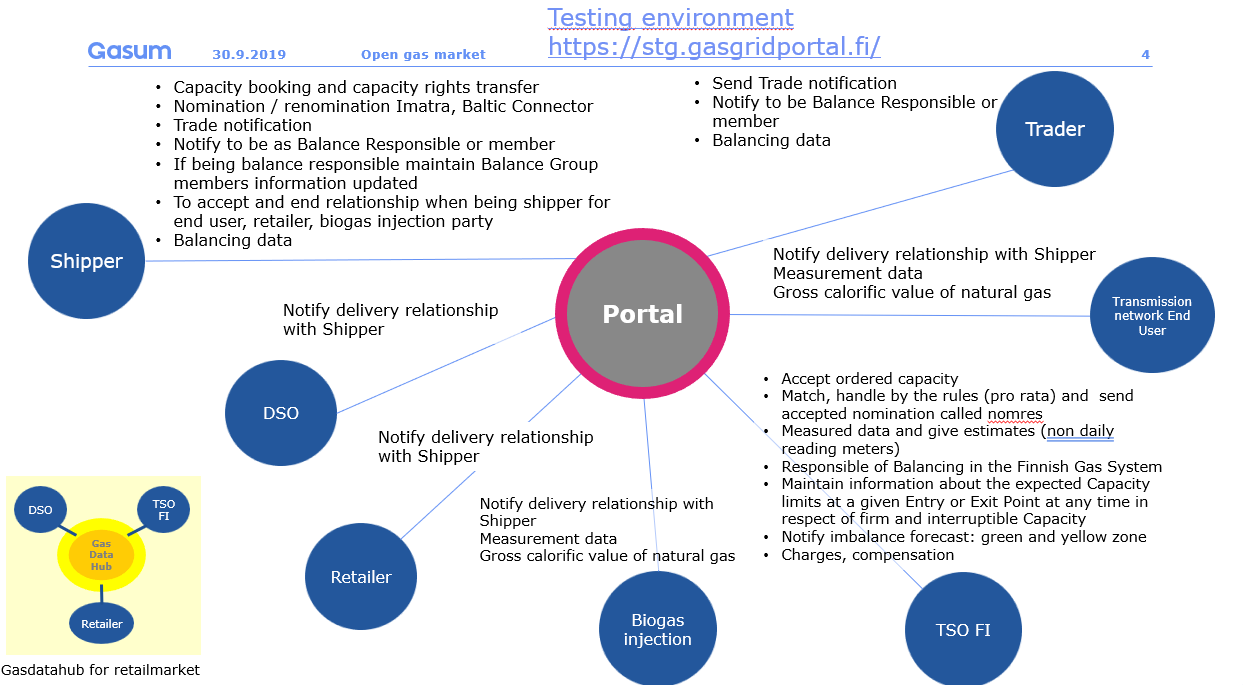 Testing environment
https://stg.gasgridportal.fi/
Gasum
30.9.2019
Open gas market
4
• Capacity booking and capacity rights transfer
• Nomination / renomination Imatra, Baltic Connector
• Trade notification
• Notify to be as Balance Responsible or member
• If being balance responsible maintain Balance Group
members information updated
• To accept and end relationship when being shipper for
end user, retailer, biogas injection party
• Balancing data
• Send Trade notification
• Notify to be Balance Responsible or
member
• Balancing data
Trader
Shipper
Portal
Notify delivery relationship with Shipper
Measurement data
Gross calorific value of natural gas
Transmission
network End
User
Notify delivery relationship
with Shipper
DSO
Notify delivery relationship
with Shipper
Retailer
Notify delivery relationship with
Shipper
Measurement data
Gross calorific value of natural gas
Biogas
injection
• Accept ordered capacity
• Match, handle by the rules (pro rata) and  send
accepted nomination called nomres
• Measured data and give estimates (non daily
reading meters)
• Responsible of Balancing in the Finnish Gas System
• Maintain information about the expected Capacity
limits at a given Entry or Exit Point at any time in
respect of firm and interruptible Capacity
• Notify imbalance forecast: green and yellow zone
• Charges, compensation
TSO FI
DSO
TSO
FI
Gas
Data
Hub
Retailer
Gasdatahub for retailmarket